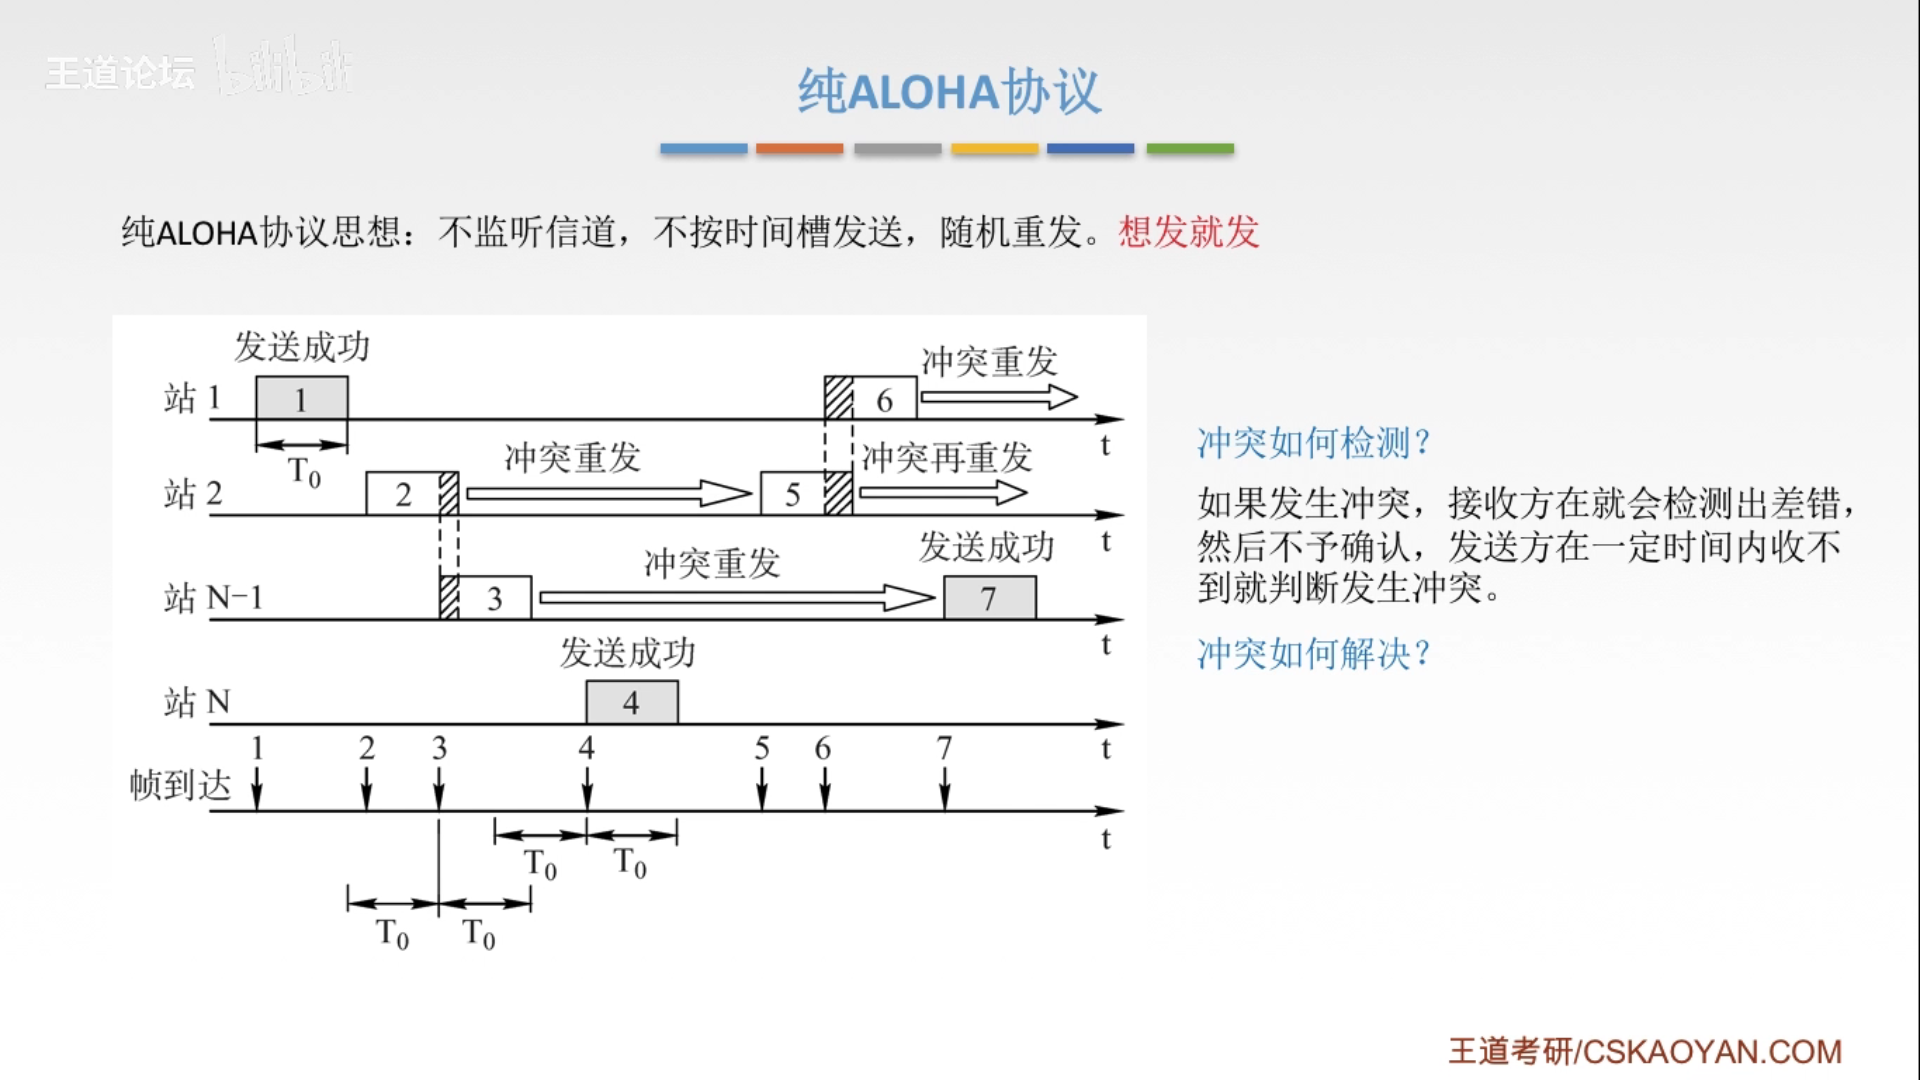 王道论坛 bilibili
纯ALOHA协议
纯ALOHA协议思想：不监听信道，不按时间槽发送，随机重发。想发就发
发送成功
冲突重发
站 1
1
6
t
T0
冲突重发
冲突再重发
站 2
2
5
t
冲突重发
发送成功
站 N-1
3
7
t
发送成功
站 N
4
t
1 2 3 4 5 6 7
帧到达
t
T0 T0
T0 T0
冲突如何检测？
如果发生冲突，接收方在就会检测出差错，
然后不予确认，发送方在一定时间内收不
到就判断发生冲突。
冲突如何解决？
王道考研/CSKAOYAN.COM